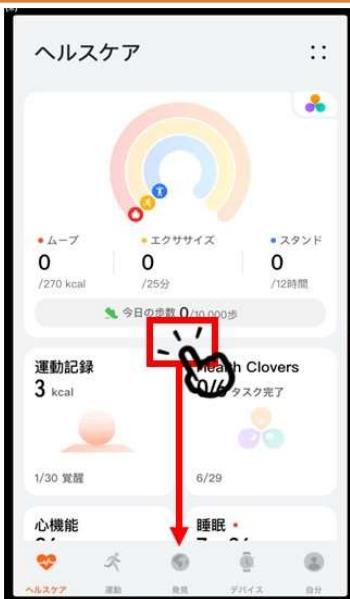 ヘルスケア
ムーブ エクササイズ スタンド
0 0 0
/270 kcal /25分 /12時間
今日の歩数 0/10,000歩
運動記録 Health Clovers
3 kcal 0/6 タスク完了
1/30 覚醒 6/29
心機能 睡眠
ヘルスケア 運動 発見 デバイス 自分